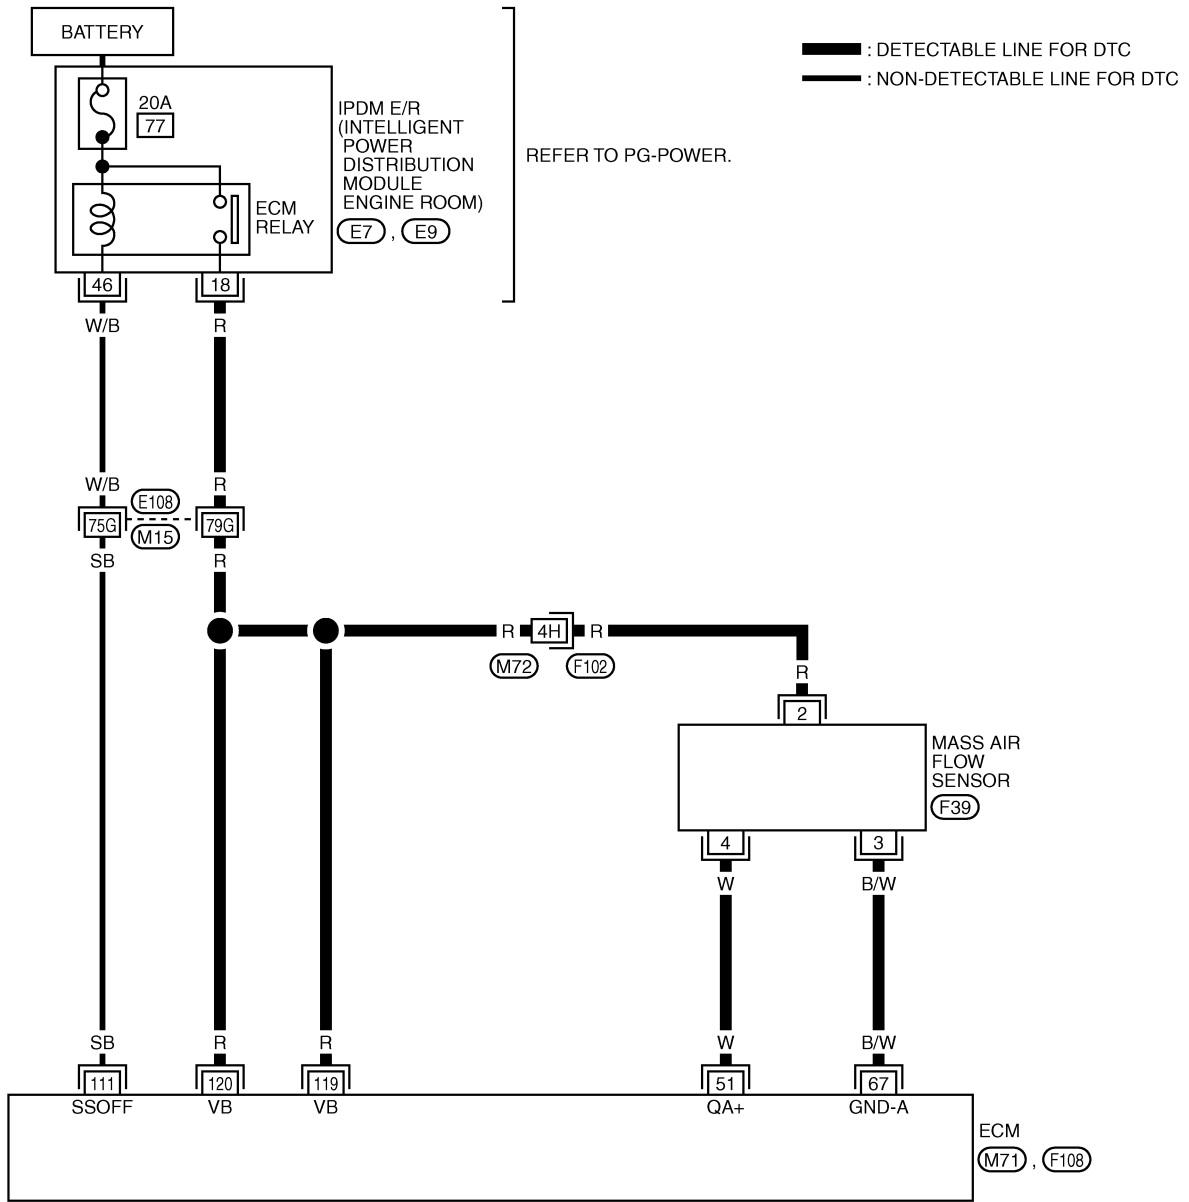 BATTERY
: DETECTABLE LINE FOR DTC
: NON-DETECTABLE LINE FOR DTC
20A
77
IPDM E/R
(INTELLIGENT
POWER
DISTRIBUTION
MODULE
ENGINE ROOM)
E7 , E9
REFER TO PG-POWER.
ECM
RELAY
46
18
W/B
R
W/B
R
E108
75G
79G
M15
SB
R
R
4H
R
M72
F102
R
2
MASS AIR
FLOW
SENSOR
F39
4
3
W
B/W
SB
R
R
W
B/W
111
120
119
51
67
SSOFF
VB
VB
QA+
GND-A
ECM
M71 , F108